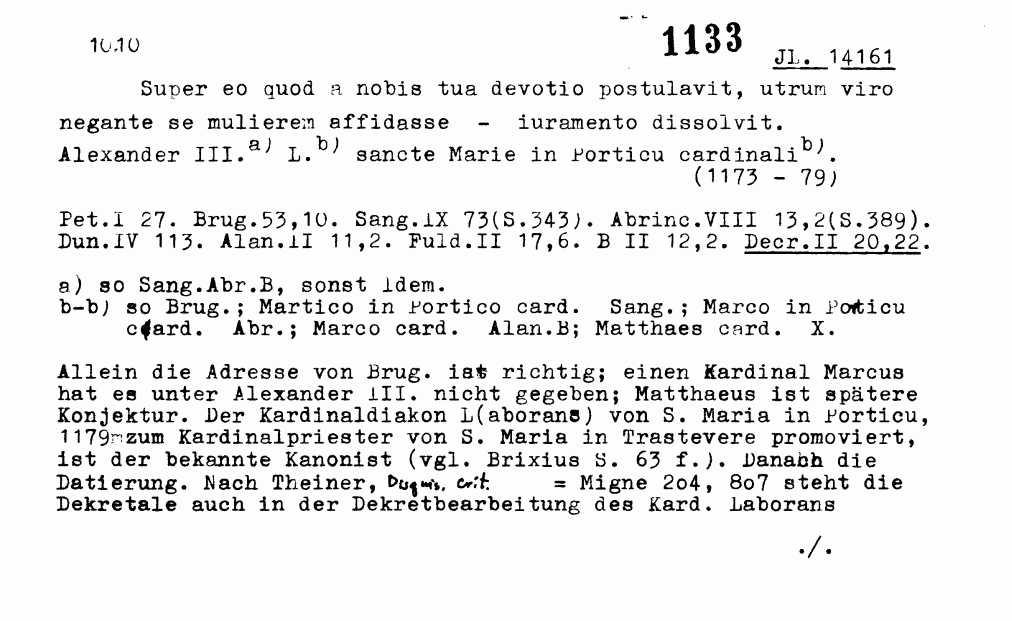 10.10
1133
JL. 14161
Super eo quod a nobis tua devotio postulavit, utrum viro
negante se mulierem affidasse - iuramento dissolvit.
Alexander III.a) L.b) sancte Marie in Porticu cardinalib).
(1173 - 79)
Pet.I 27. Brug.53,10. Sang.IX 73(S.343). Abrinc.VIII 13,2(S.389).
Dun.IV 113. Alan.II 11,2. Fuld.II 17,6. B II 12,2. Decr.II 20,22.
a) so Sang.Abr.B, sonst Idem.
b-b) so Brug.; Martico in Portico card. Sang.; Marco in Porticu
card. Abr.; Marco card. Alan.B; Matthaes card. X.
Allein die Adresse von Brug. ist richtig; einen Kardinal Marcus
hat es unter Alexander III. nicht gegeben; Matthaeus ist spätere
Konjektur. Der Kardinaldiakon L(aborans) von S. Maria in Porticu,
1179 zum Kardinalpriester von S. Maria in Trastevere promoviert,
ist der bekannte Kanonist (vgl. Brixius S. 63 f.). Danabh die
Datierung. Nach Theiner, Disquis. crit. = Migne 2o4, 8o7 steht die
Dekretale auch in der Dekretbearbeitung des Kard. Laborans
./.